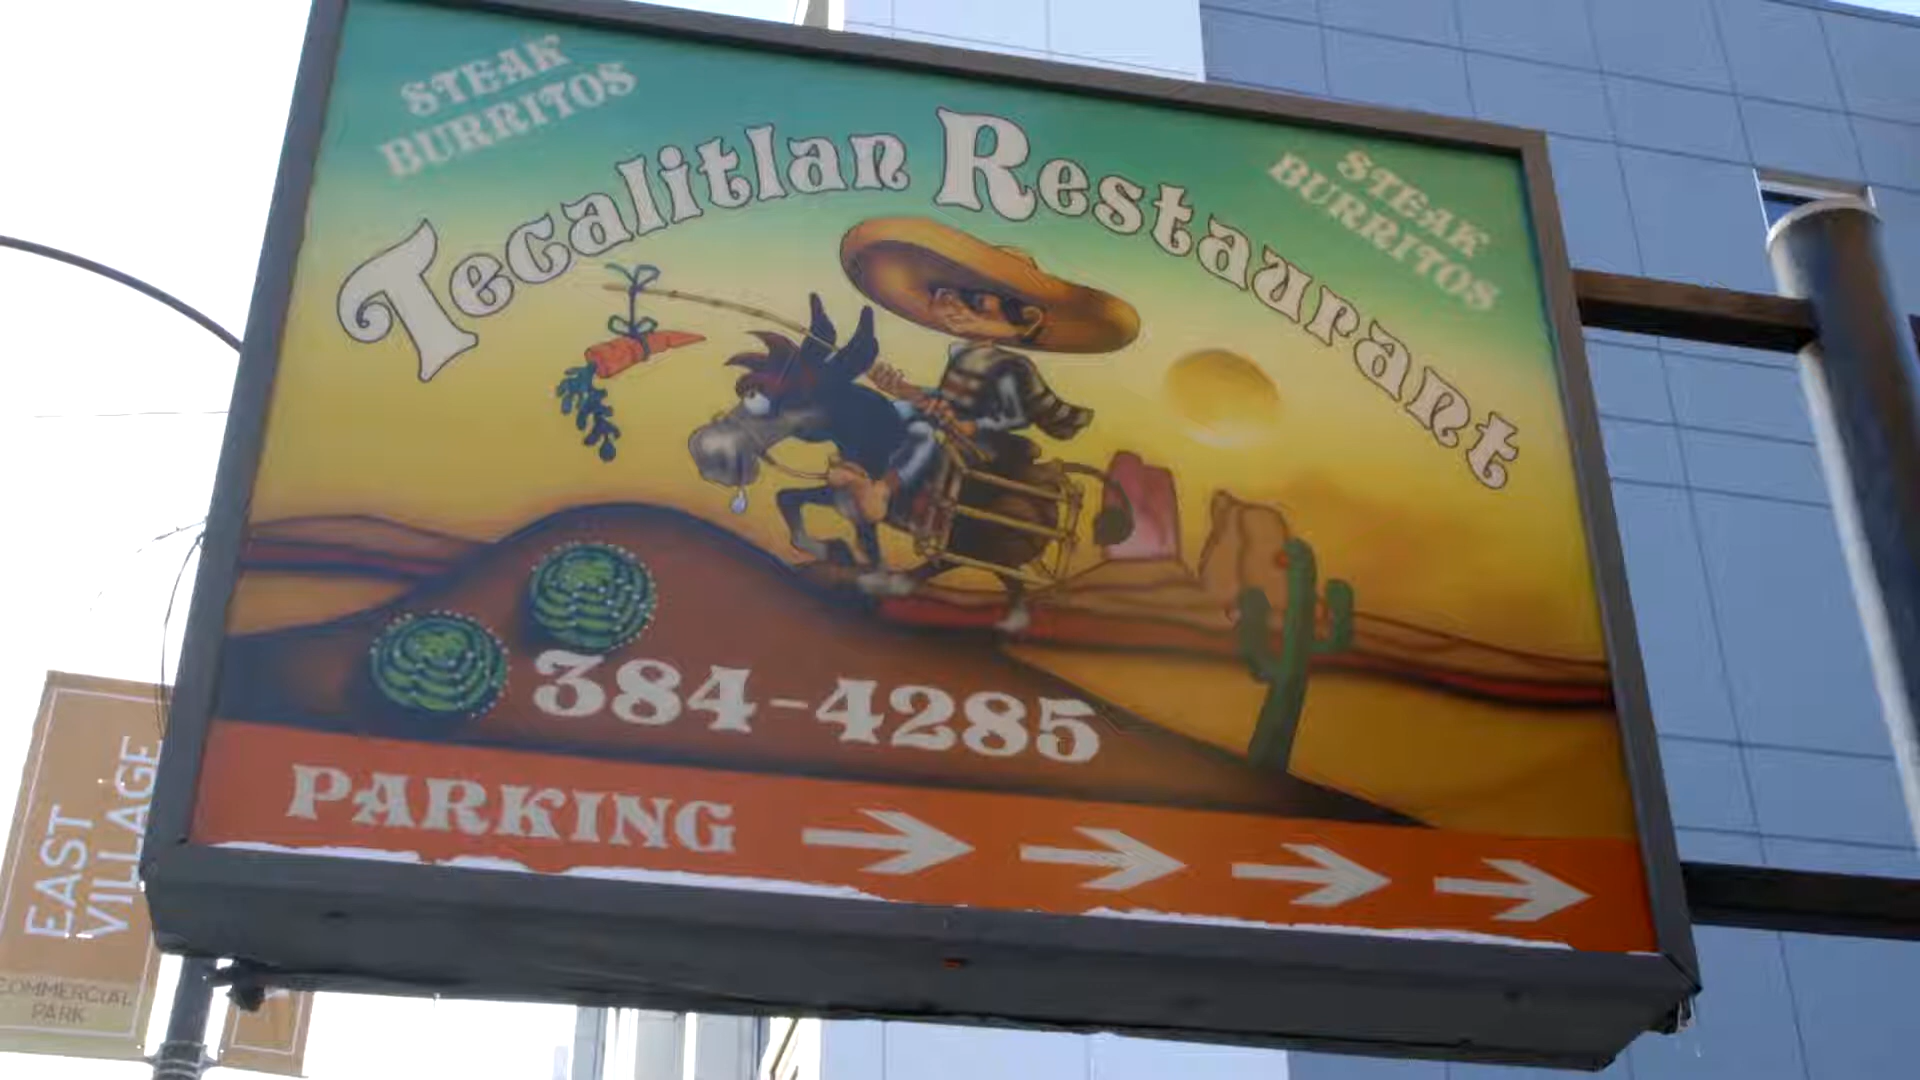 STEAK
BURRITOS
Tecalitlan Restaurant
STEAK
BURRITOS
384-4285
PARKING
EAST
VILLAGE
COMMERCIAL
PARK